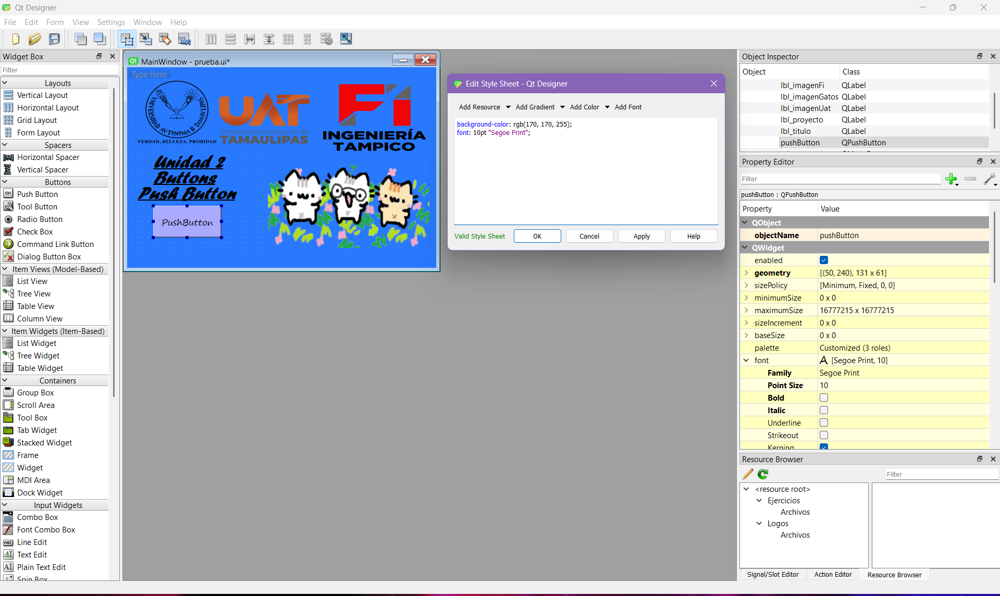 Qt Designer
File Edit Form View Settings Window Help
Widget Box
Filter
Layouts
Vertical Layout
Horizontal Layout
Grid Layout
Form Layout
Spacers
Horizontal Spacer
Vertical Spacer
Buttons
Push Button
Tool Button
Radio Button
Check Box
Command Link Button
Dialog Button Box
Item Views (Model-Based)
List View
Tree View
Table View
Column View
Item Widgets (Item-Based)
List Widget
Tree Widget
Table Widget
Containers
Group Box
Scroll Area
Tool Box
Tab Widget
Stacked Widget
Frame
Widget
MDI Area
Dock Widget
Input Widgets
Combo Box
Font Combo Box
Line Edit
Text Edit
Plain Text Edit
Spin Box
MainWindow - prueba.ui*
Type Here
UNIVERSIDAD AVTONOMA D TAMAVLIPAS
VERDAD, BELLEZA, PROBIDAD
UAT
Universidad Autónoma de
TAMAULIPAS
Fi
INGENIERÍA
TAMPICO
Unidad 2
Buttons
Push Button
PushButton
Edit Style Sheet - Qt Designer
Add Resource Add Gradient Add Color Add Font
background-color: rgb(170, 170, 255);
font: 10pt "Segoe Print";
Valid Style Sheet OK Cancel Apply Help
Object Inspector
Object Class
lbl_imagenFi QLabel
lbl_imagenGatos QLabel
lbl_imagenUat QLabel
lbl_proyecto QLabel
lbl_titulo QLabel
pushButton QPushButton
Property Editor
Filter
pushButton : QPushButton
Property Value
QObject
objectName pushButton
QWidget
enabled
geometry [(50, 240), 131 x 61]
sizePolicy [Minimum, Fixed, 0, 0]
minimumSize 0 x 0
maximumSize 16777215 x 16777215
sizeIncrement 0 x 0
baseSize 0 x 0
palette Customized (3 roles)
font A [Segoe Print, 10]
Family Segoe Print
Point Size 10
Bold
Italic
Underline
Strikeout
Kerning
Resource Browser
Filter
<resource root>
Ejercicios
Archivos
Logos
Archivos
Signal/Slot Editor Action Editor Resource Browser